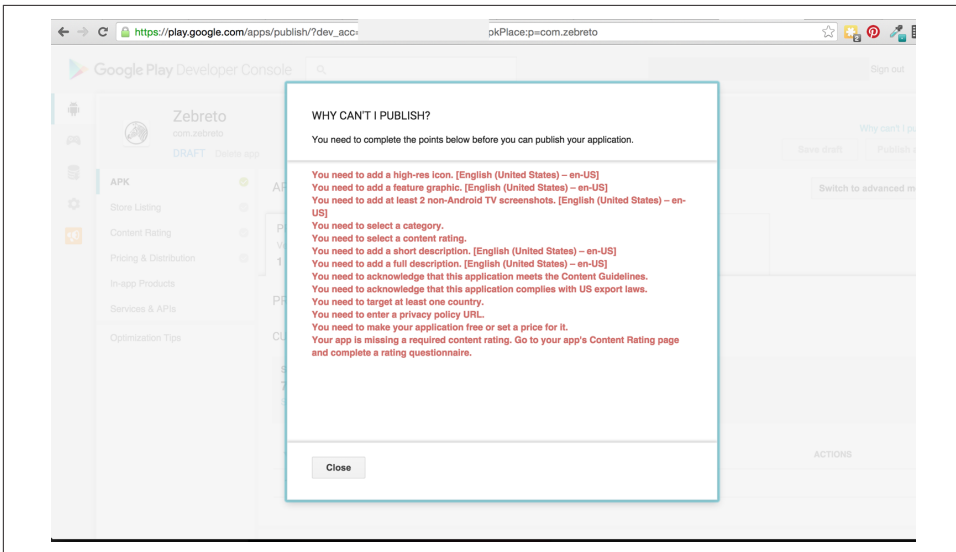 https://play.google.com/apps/publish/?dev_acc= pkPlace:p=com.zebreto
Google Play Developer Console
Sign out
Zebreto
com.zebreto
DRAFT Delete app
Why can't I pu
Save draft Publish a
APK
Store Listing
Content Rating
Pricing & Distribution
In-app Products
Services & APIs
Optimization Tips
Switch to advanced m
AP
P
V
1
PR
CU
S
7
ACTIONS
WHY CAN'T I PUBLISH?
You need to complete the points below before you can publish your application.
You need to add a high-res icon. [English (United States) – en-US]
You need to add a feature graphic. [English (United States) – en-US]
You need to add at least 2 non-Android TV screenshots. [English (United States) – en-
US]
You need to select a category.
You need to select a content rating.
You need to add a short description. [English (United States) – en-US]
You need to add a full description. [English (United States) – en-US]
You need to acknowledge that this application meets the Content Guidelines.
You need to acknowledge that this application complies with US export laws.
You need to target at least one country.
You need to enter a privacy policy URL.
You need to make your application free or set a price for it.
Your app is missing a required content rating. Go to your app's Content Rating page
and complete a rating questionnaire.
Close